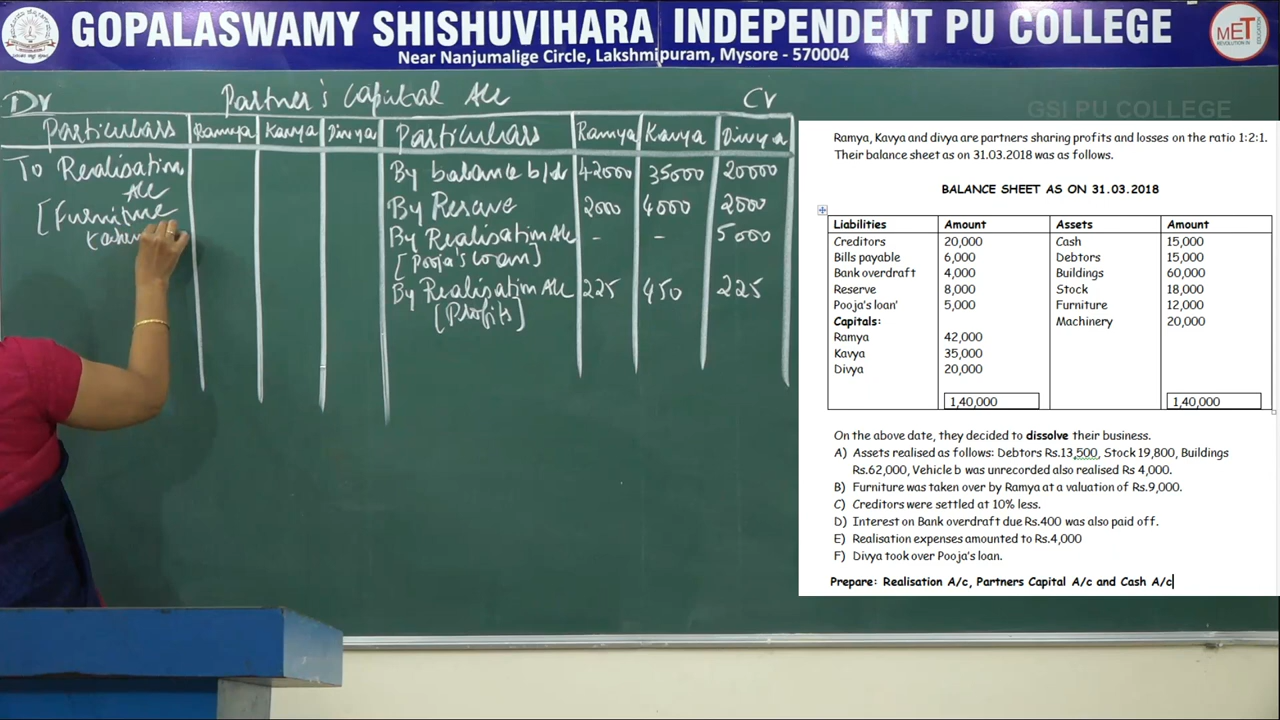 GOPALASWAMY SHISHUVIHARA INDEPENDENT PU COLLEGE
Near Nanjumalige Circle, Lakshmipuram, Mysore - 570004
MET
REVOLUTION IN EDUCATION
GSI PU COLLEGE
Dr Partner's Capital A/c Cr
Particulars Ramya Kavya Divya Particulars Ramya Kavya Divya
To Realisation By balance b/d 42000 35000 20000
A/c
[Furniture By Reserve 2000 4000 2000
taken By Realisation A/c - - 5000
[Pooja's loan]
By Realisation A/c 225 450 225
[Profits]
Ramya, Kavya and divya are partners sharing profits and losses on the ratio 1:2:1.
Their balance sheet as on 31.03.2018 was as follows.
BALANCE SHEET AS ON 31.03.2018
Liabilities Amount Assets Amount
Creditors 20,000 Cash 15,000
Bills payable 6,000 Debtors 15,000
Bank overdraft 4,000 Buildings 60,000
Reserve 8,000 Stock 18,000
Pooja's loan' 5,000 Furniture 12,000
Capitals: Machinery 20,000
Ramya 42,000
Kavya 35,000
Divya 20,000
1,40,000 1,40,000
On the above date, they decided to dissolve their business.
A) Assets realised as follows: Debtors Rs.13,500, Stock 19,800, Buildings
Rs.62,000, Vehicle b was unrecorded also realised Rs 4,000.
B) Furniture was taken over by Ramya at a valuation of Rs.9,000.
C) Creditors were settled at 10% less.
D) Interest on Bank overdraft due Rs.400 was also paid off.
E) Realisation expenses amounted to Rs.4,000
F) Divya took over Pooja's loan.
Prepare: Realisation A/c, Partners Capital A/c and Cash A/c